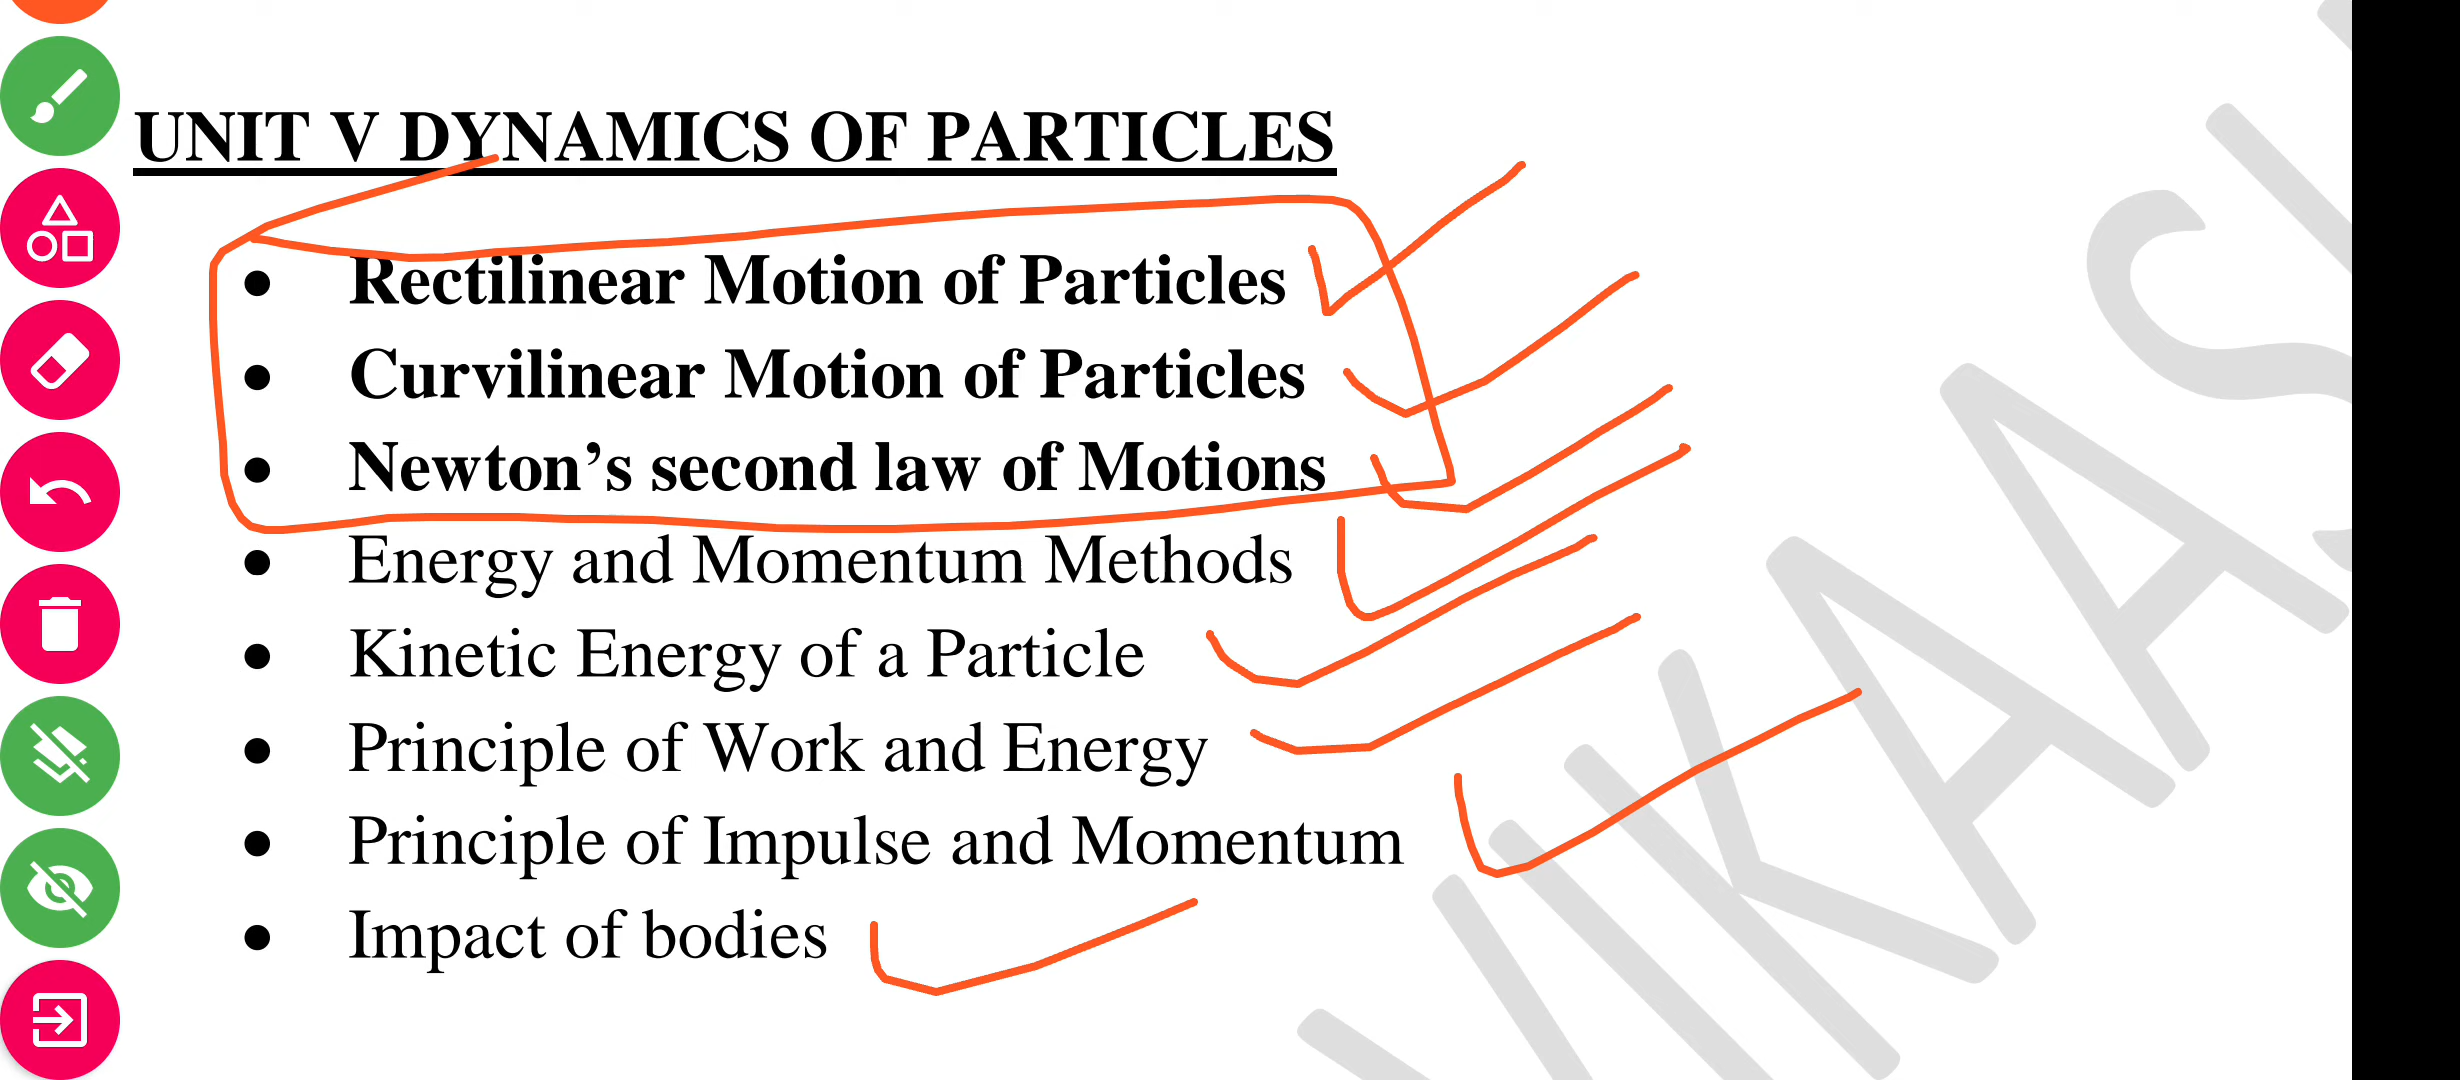 UNIT V DYNAMICS OF PARTICLES
● Rectilinear Motion of Particles
● Curvilinear Motion of Particles
● Newton’s second law of Motions
● Energy and Momentum Methods
● Kinetic Energy of a Particle
● Principle of Work and Energy
● Principle of Impulse and Momentum
● Impact of bodies